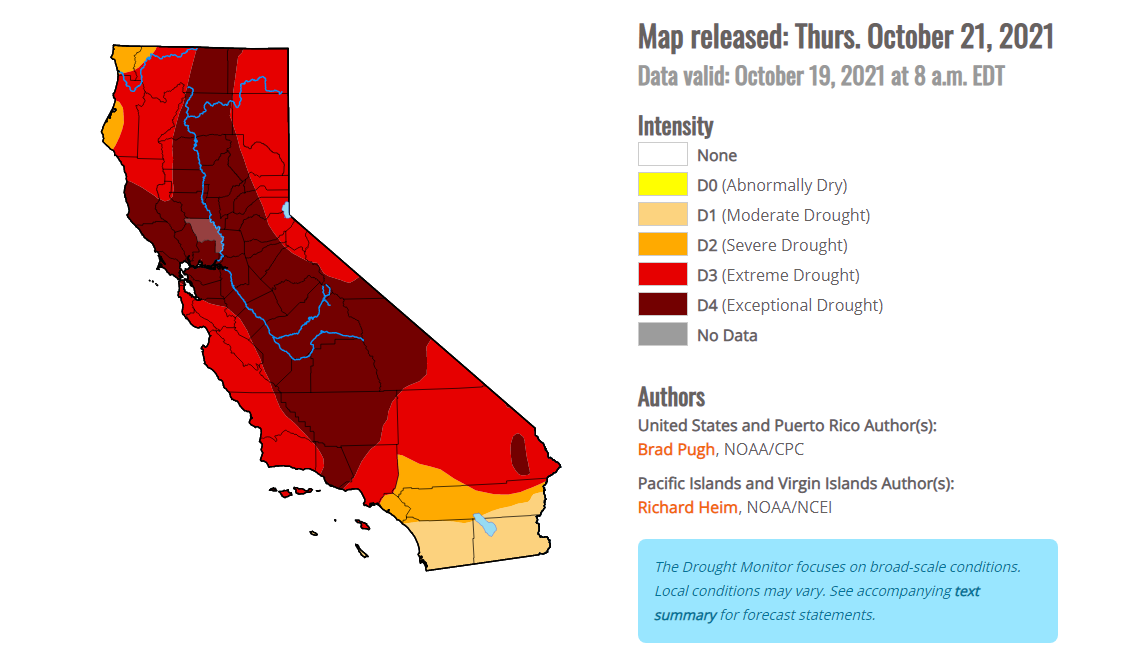 Map released: Thurs. October 21, 2021
Data valid: October 19, 2021 at 8 a.m. EDT
Intensity
None
D0 (Abnormally Dry)
D1 (Moderate Drought)
D2 (Severe Drought)
D3 (Extreme Drought)
D4 (Exceptional Drought)
No Data
Authors
United States and Puerto Rico Author(s):
Brad Pugh, NOAA/CPC
Pacific Islands and Virgin Islands Author(s):
Richard Heim, NOAA/NCEI
The Drought Monitor focuses on broad-scale conditions.
Local conditions may vary. See accompanying text
summary for forecast statements.